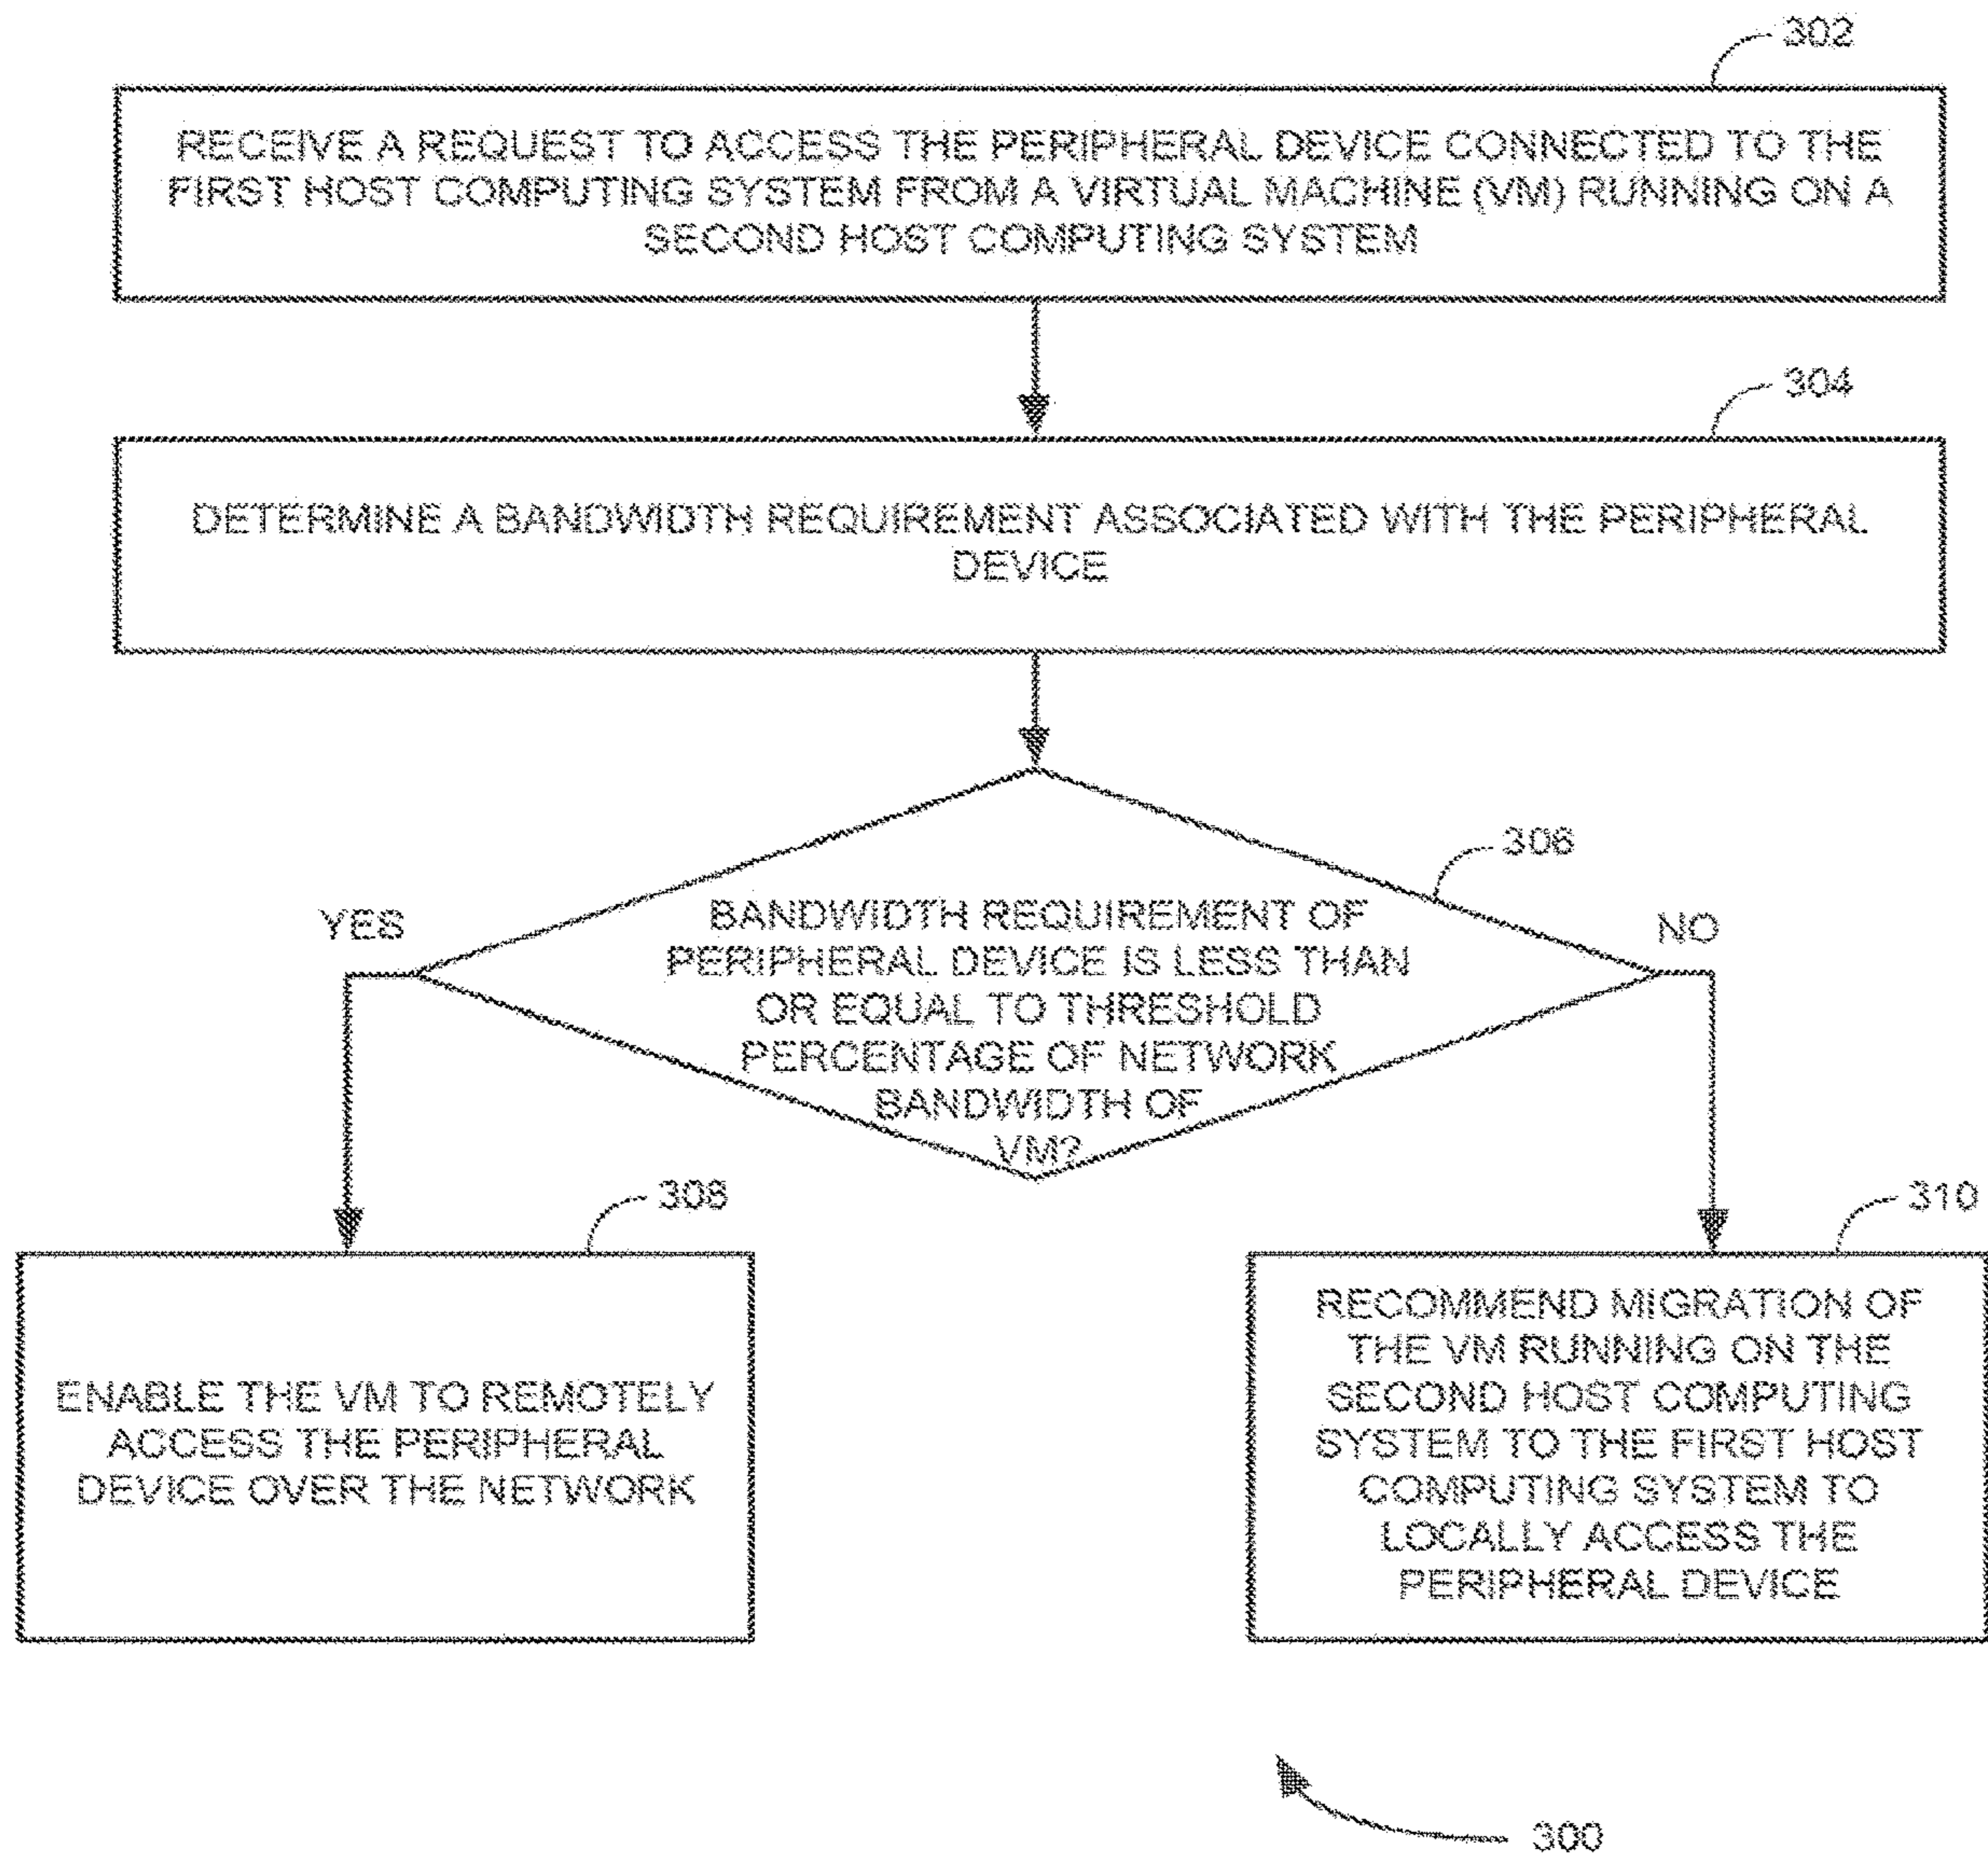 302
RECEIVE A REQUEST TO ACCESS THE PERIPHERAL DEVICE CONNECTED TO THE
FIRST HOST COMPUTING SYSTEM FROM A VIRTUAL MACHINE (VM) RUNNING ON A
SECOND HOST COMPUTING SYSTEM
304
DETERMINE A BANDWIDTH REQUIREMENT ASSOCIATED WITH THE PERIPHERAL
DEVICE
306
YES
NO
BANDWIDTH REQUIREMENT OF
PERIPHERAL DEVICE IS LESS THAN
OR EQUAL TO THRESHOLD
PERCENTAGE OF NETWORK
BANDWIDTH OF
VM?
308
ENABLE THE VM TO REMOTELY
ACCESS THE PERIPHERAL
DEVICE OVER THE NETWORK
310
RECOMMEND MIGRATION OF
THE VM RUNNING ON THE
SECOND HOST COMPUTING
SYSTEM TO THE FIRST HOST
COMPUTING SYSTEM TO
LOCALLY ACCESS THE
PERIPHERAL DEVICE
300